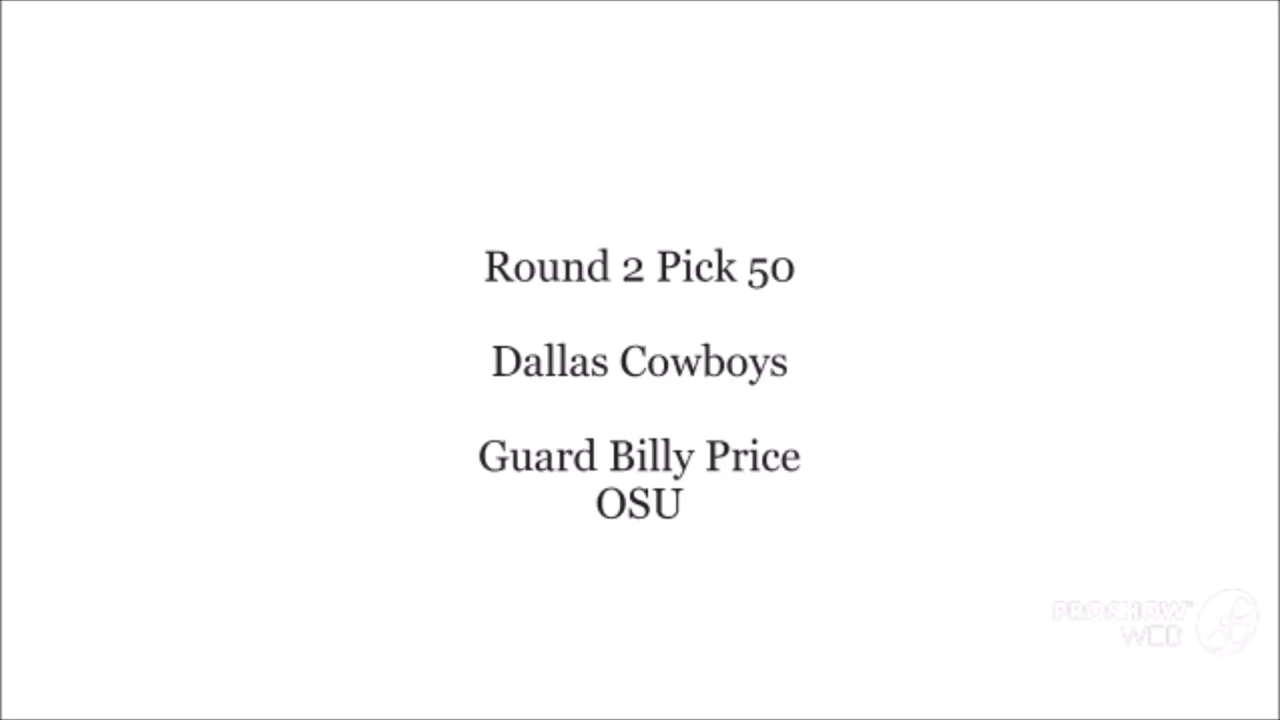 Round 2 Pick 50
Dallas Cowboys
Guard Billy Price
OSU
PROSHOW
WEB